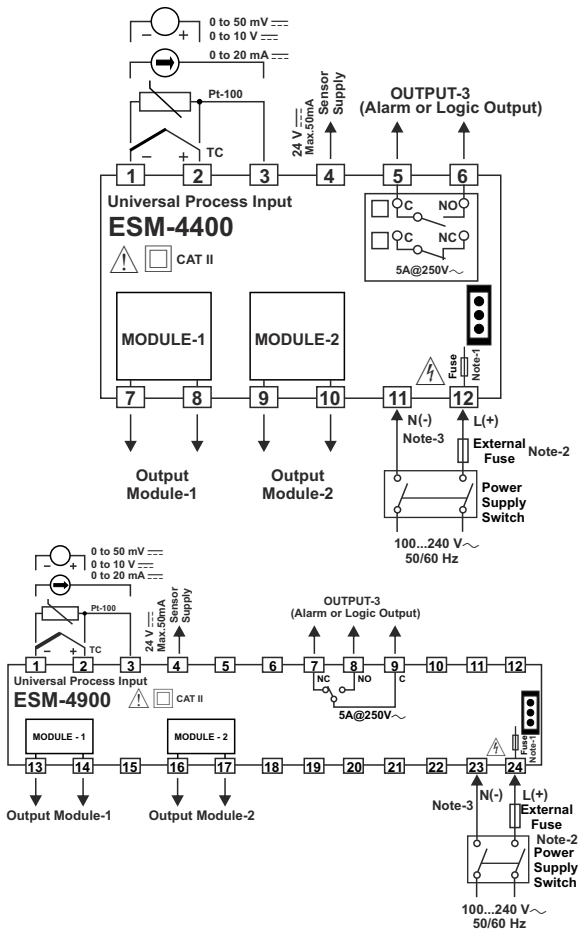 0 to 50 mV
0 to 10 V
− +
0 to 20 mA
Pt-100
− + TC
24 V
Max.50mA
Sensor
Supply
OUTPUT-3
(Alarm or Logic Output)
1 2 3 4 5 6
Universal Process Input
ESM-4400
CAT II
C NO
C NC
5A@250V
MODULE-1 MODULE-2
Fuse
Note-1
7 8 9 10 11 12
N(-) L(+)
Note-3
External
Fuse
Note-2
Output
Module-1
Output
Module-2
Power
Supply
Switch
100...240 V
50/60 Hz
0 to 50 mV
0 to 10 V
− +
0 to 20 mA
Pt-100
− + TC
24 V
Max.50mA
Sensor
Supply
OUTPUT-3
(Alarm or Logic Output)
1 2 3 4 5 6 7 8 9 10 11 12
Universal Process Input
ESM-4900
CAT II
NC NO C
5A@250V
MODULE - 1 MODULE - 2
Fuse
Note-1
13 14 15 16 17 18 19 20 21 22 23 24
Output Module-1 Output Module-2
Note-3
N(-) L(+)
External
Fuse
Note-2
Power
Supply
Switch
100...240 V
50/60 Hz